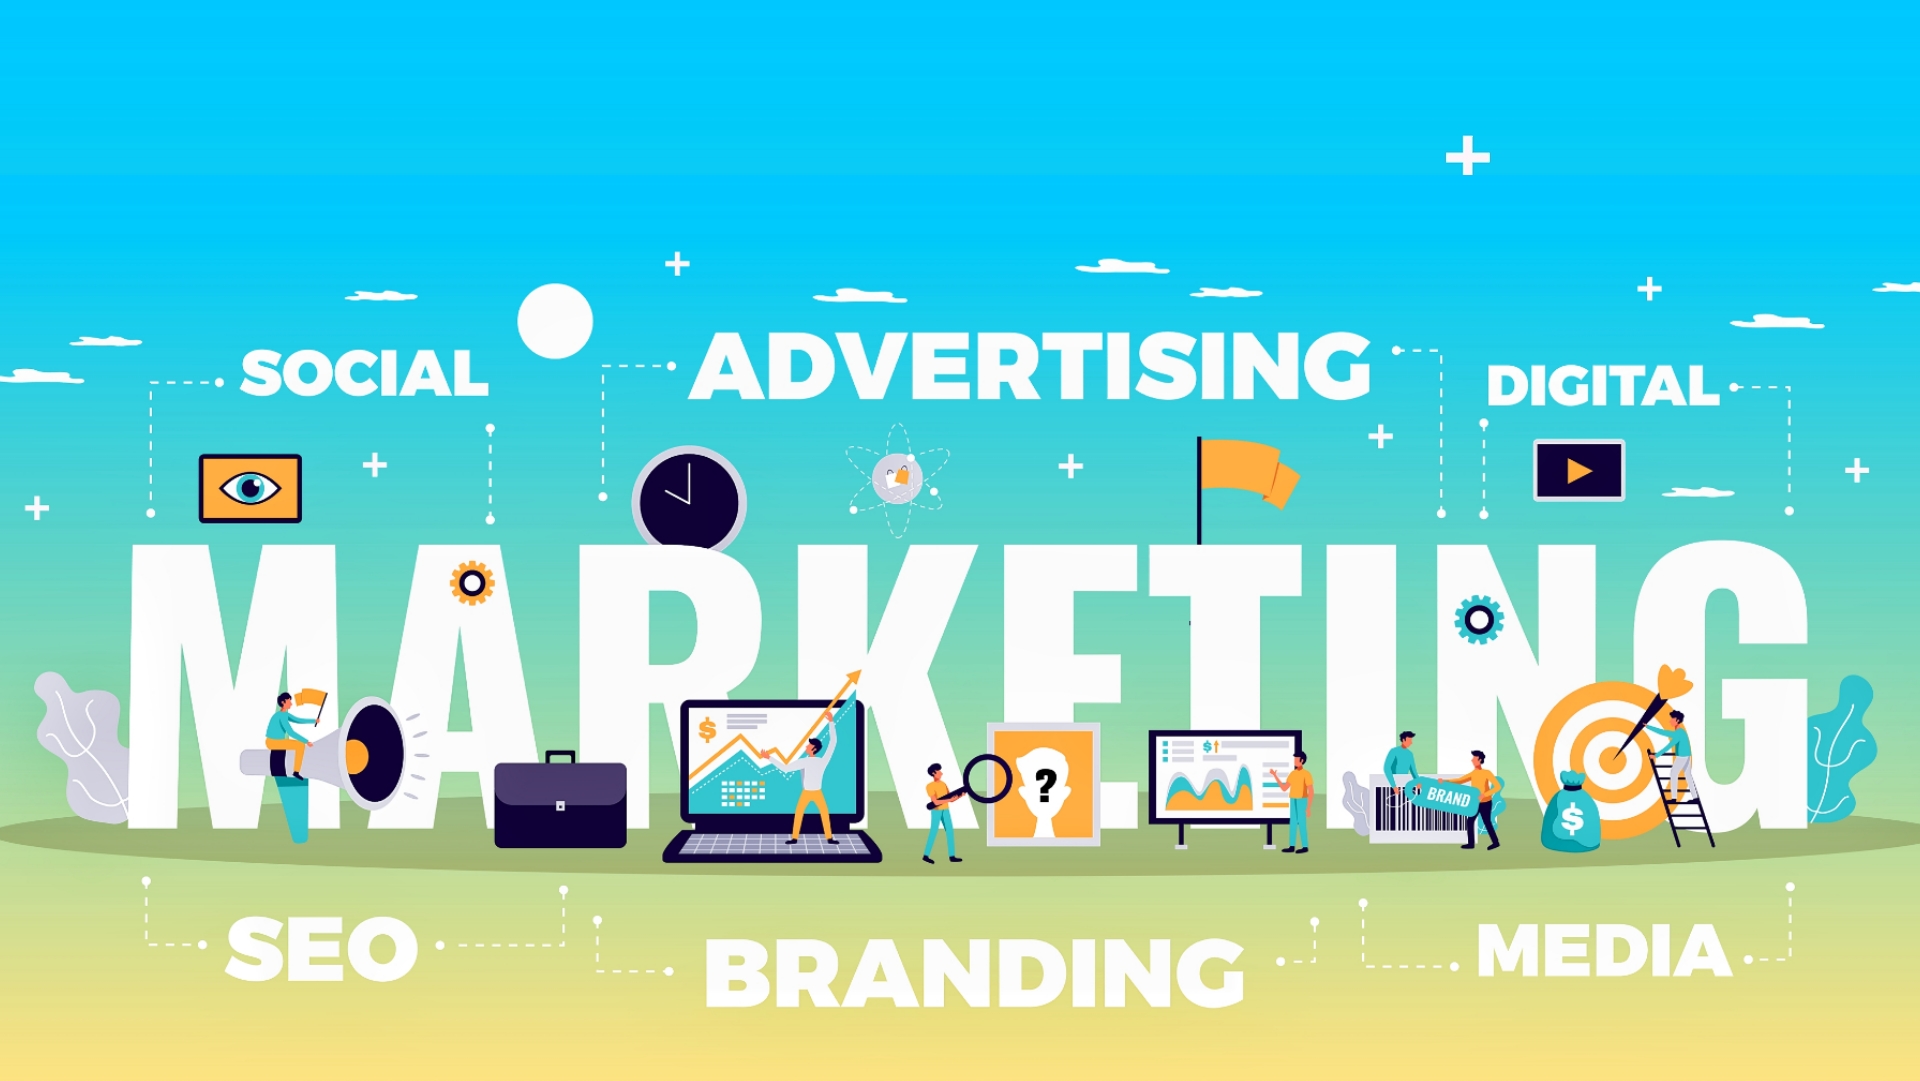 SOCIAL
ADVERTISING
DIGITAL
MARKETING
$
$
?
BRAND
$
SEO
BRANDING
MEDIA